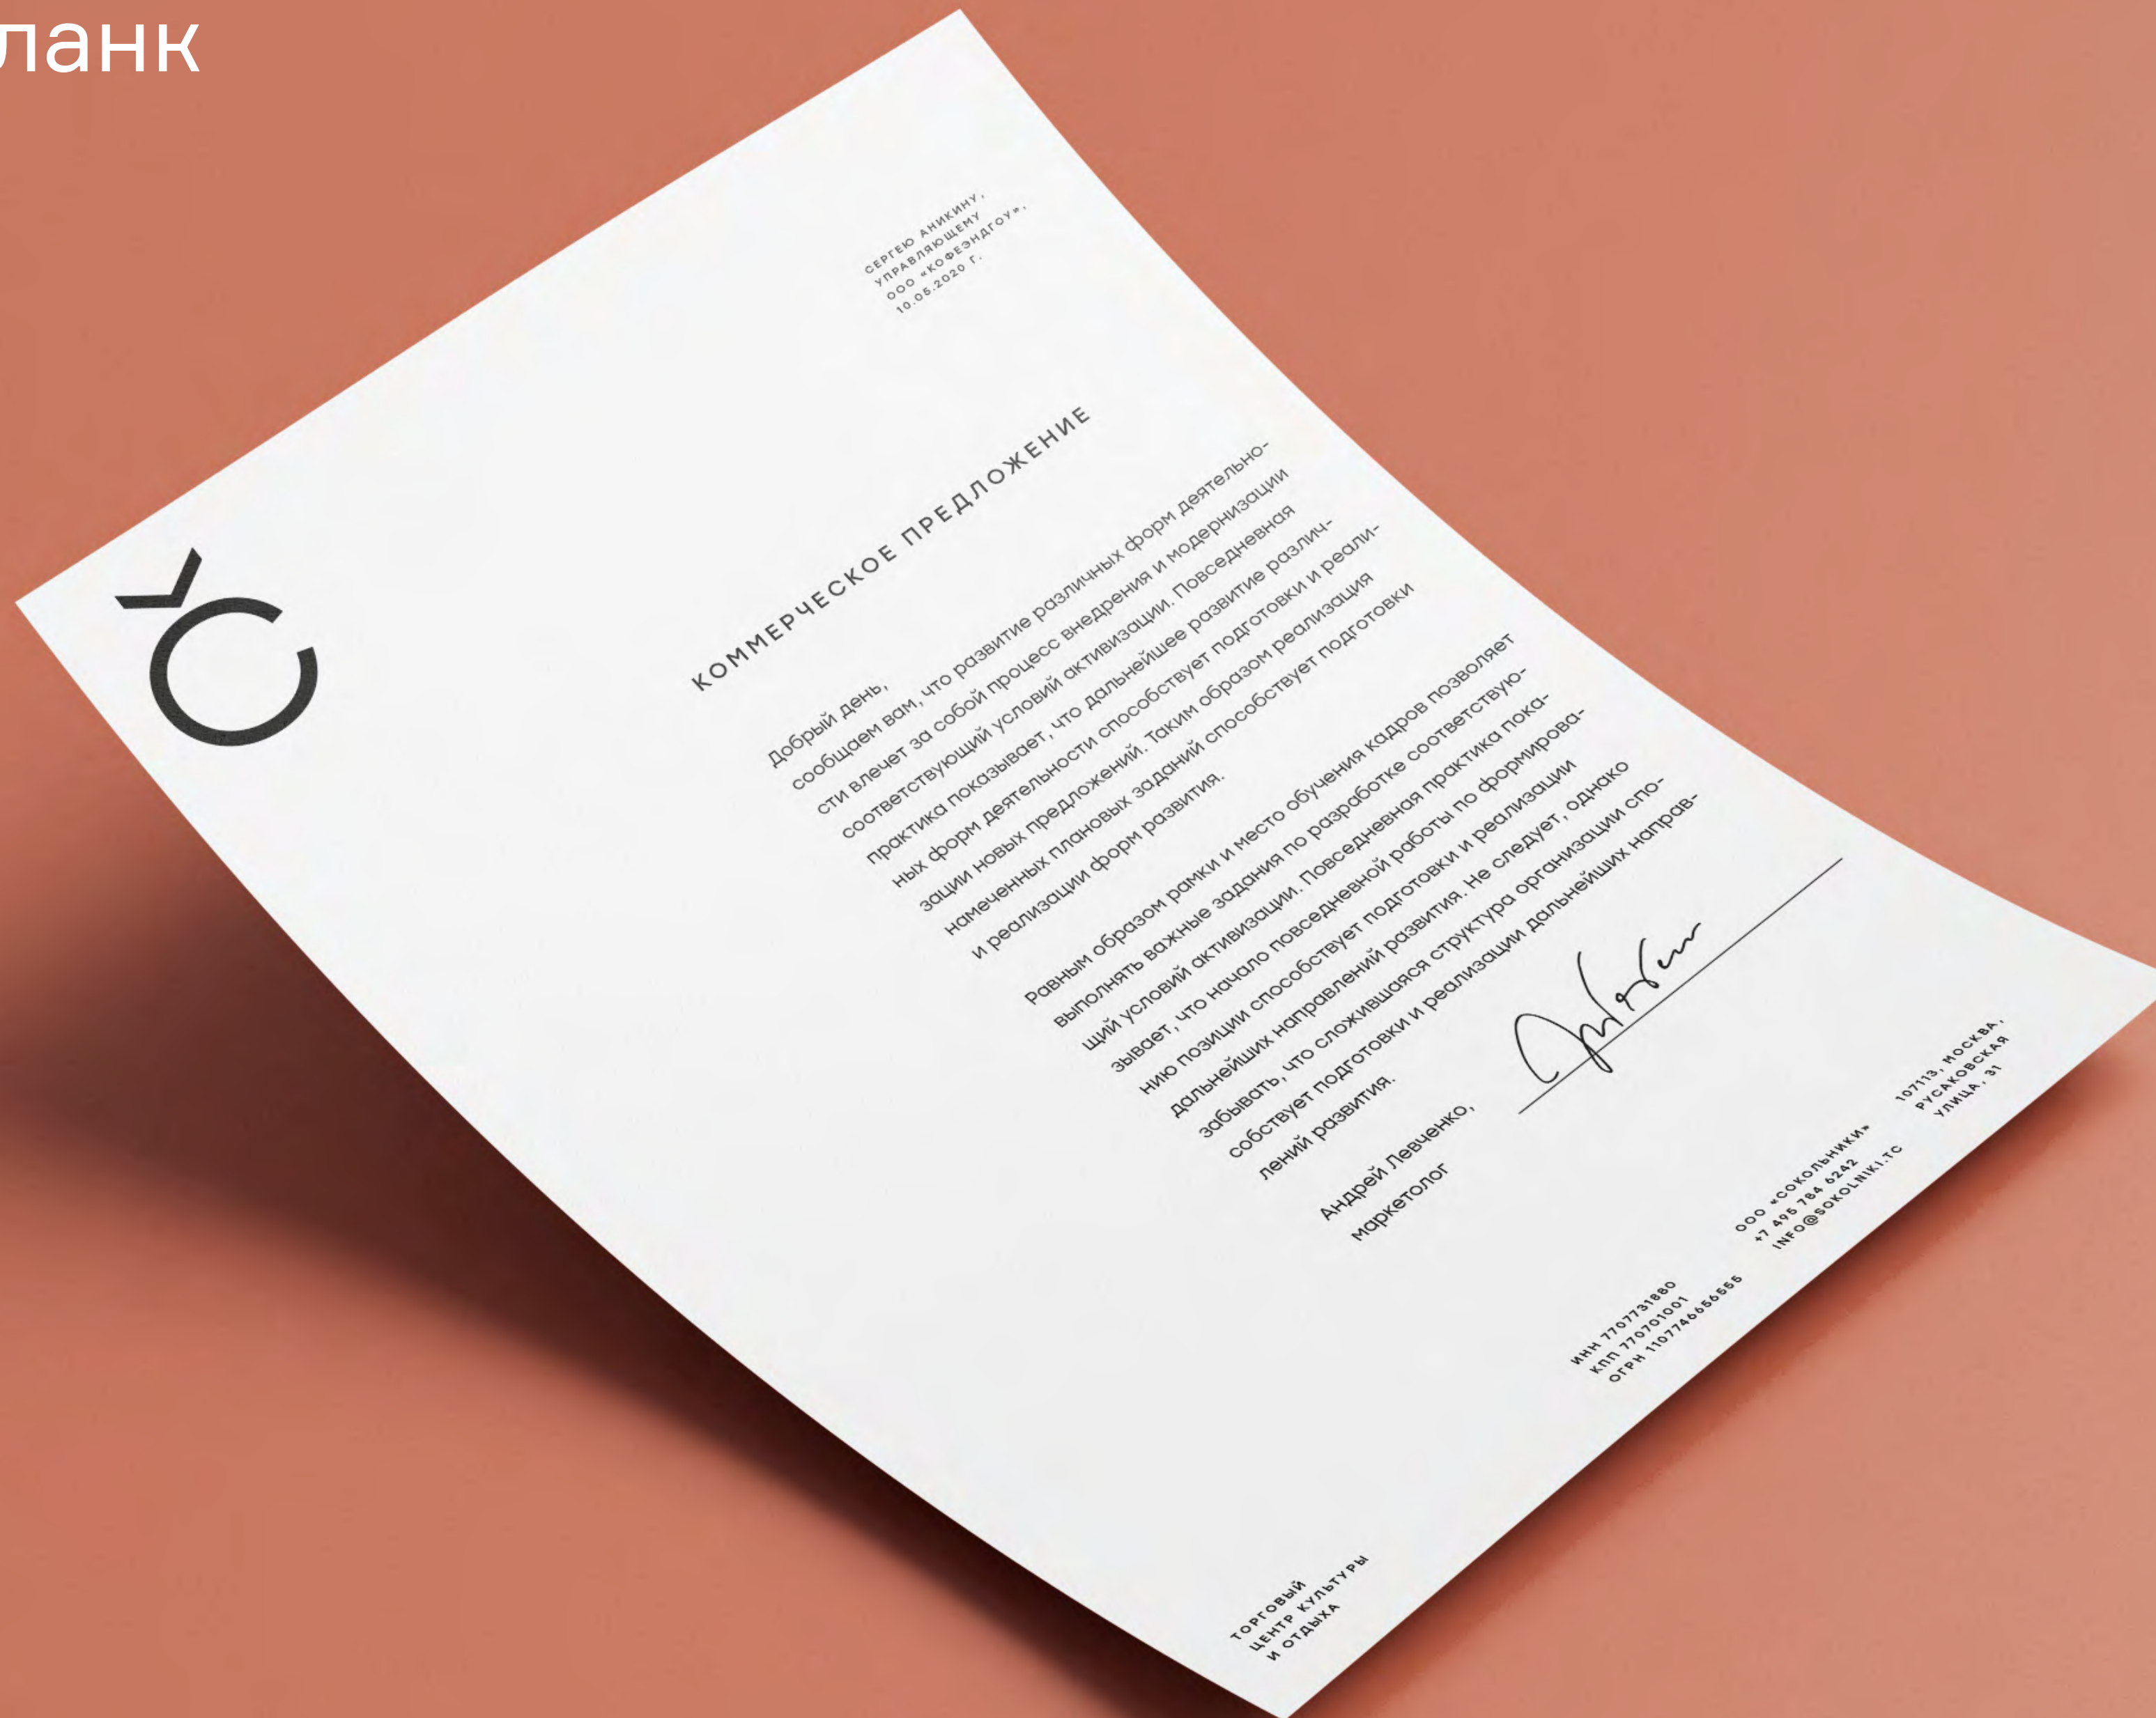 ланк
СЕРГЕЮ АНИКИНУ,
УПРАВЛЯЮЩЕМУ
ООО «КОФЕЭНДГОУ».
10.05.2020 Г.
Č
КОММЕРЧЕСКОЕ ПРЕДЛОЖЕНИЕ
Добрый день,
сообщаем вам, что развитие различных форм деятельно-
сти влечет за собой процесс внедрения и модернизации
соответствующий условий активизации. Повседневная
практика показывает, что дальнейшее развитие различ-
ных форм деятельности способствует подготовки и реали-
зации новых предложений. Таким образом реализация
намеченных плановых заданий способствует подготовки
и реализации форм развития.
Равным образом рамки и место обучения кадров позволяет
выполнять важные задания по разработке соответствую-
щий условий активизации. Повседневная практика пока-
зывает, что начало повседневной работы по формирова-
нию позиции способствует подготовки и реализации
дальнейших направлений развития. Не следует, однако
забывать, что сложившаяся структура организации спо-
собствует подготовки и реализации дальнейших направ-
лений развития.
Андрей Левченко,
маркетолог
ТОРГОВЫЙ
ЦЕНТР КУЛЬТУРЫ
И ОТДЫХА
ИНН 7707731880
КПП 770701001
ОГРН 1107746656555
ООО «СОКОЛЬНИКИ»
+7 495 784 6242
INFO@SOKOLNIKI.TC
107113, МОСКВА,
РУСАКОВСКАЯ
УЛИЦА, 31